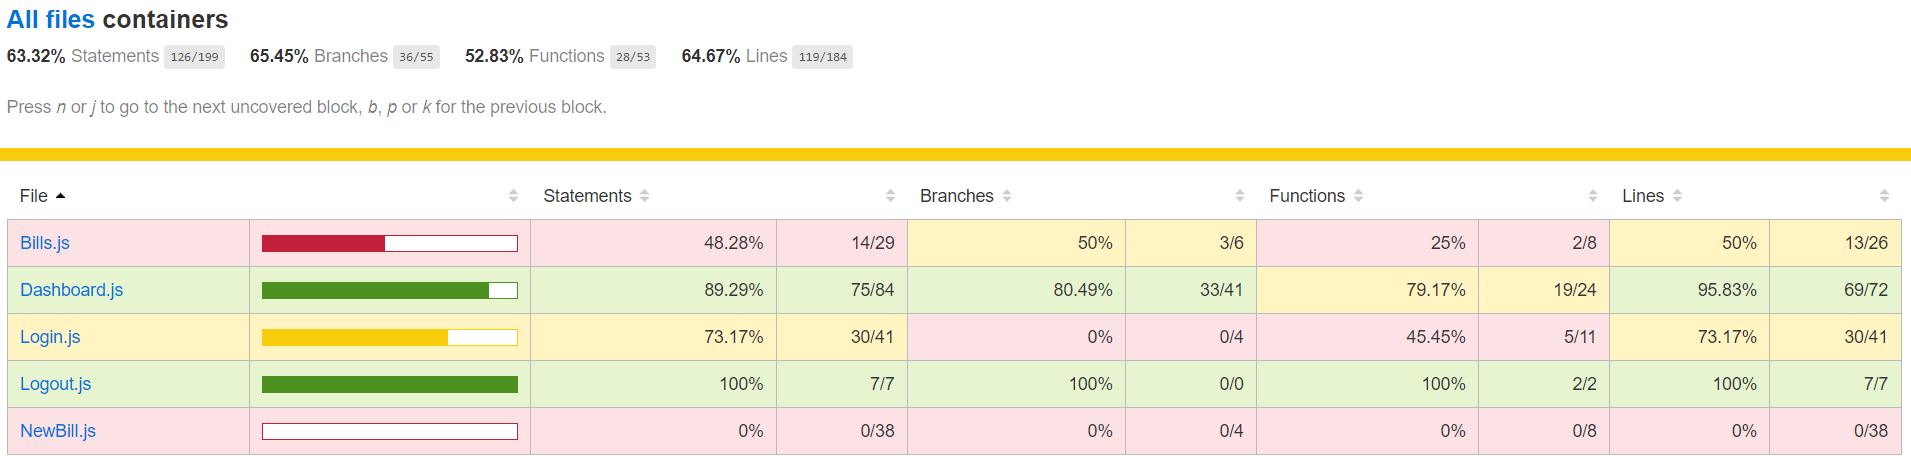 All files containers
63.32% Statements 126/199 65.45% Branches 36/55 52.83% Functions 28/53 64.67% Lines 119/184
Press n or j to go to the next uncovered block, b, p or k for the previous block.
File Statements Branches Functions Lines
Bills.js 48.28% 14/29 50% 3/6 25% 2/8 50% 13/26
Dashboard.js 89.29% 75/84 80.49% 33/41 79.17% 19/24 95.83% 69/72
Login.js 73.17% 30/41 0% 0/4 45.45% 5/11 73.17% 30/41
Logout.js 100% 7/7 100% 0/0 100% 2/2 100% 7/7
NewBill.js 0% 0/38 0% 0/4 0% 0/8 0% 0/38